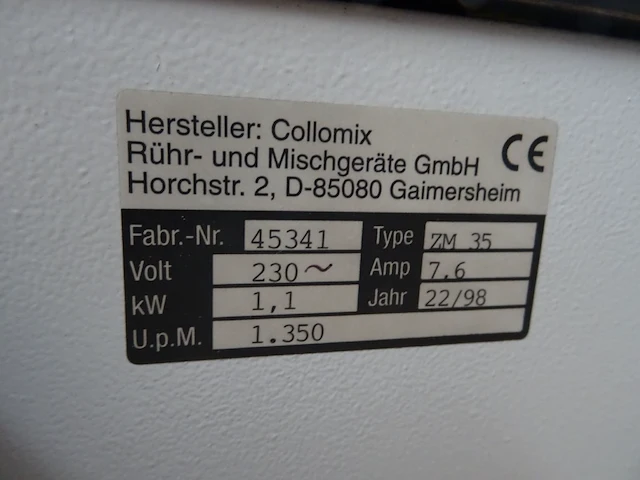 Hersteller: Collomix
Rühr- und Mischgeräte GmbH CE
Horchstr. 2, D-85080 Gaimersheim
Fabr.-Nr. 45341 Type ZM 35
Volt 230~ Amp 7,6
kW 1,1 Jahr 22/98
U.p.M. 1.350